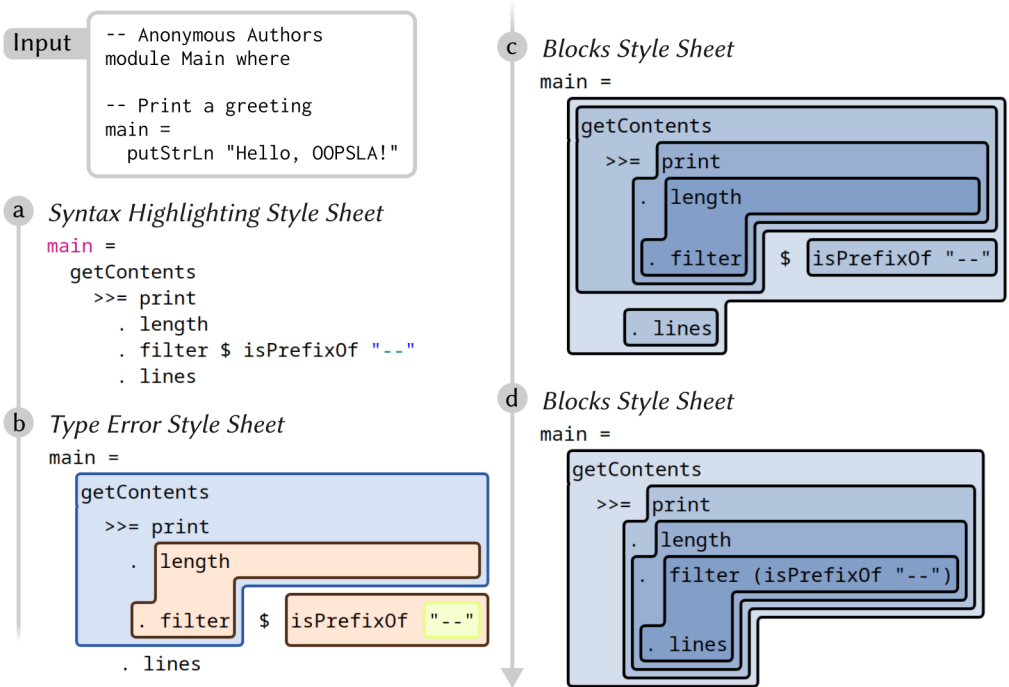 Input
-- Anonymous Authors
module Main where
-- Print a greeting
main =
putStrLn "Hello, OOPSLA!"
a Syntax Highlighting Style Sheet
main =
getContents
>>= print
. length
. filter $ isPrefixOf "--"
. lines
b Type Error Style Sheet
main =
getContents
>>= print
. length
. filter $ isPrefixOf "--"
. lines
c Blocks Style Sheet
main =
getContents
>>= print
. length
. filter $ isPrefixOf "--"
. lines
d Blocks Style Sheet
main =
getContents
>>= print
. length
. filter (isPrefixOf "--")
. lines